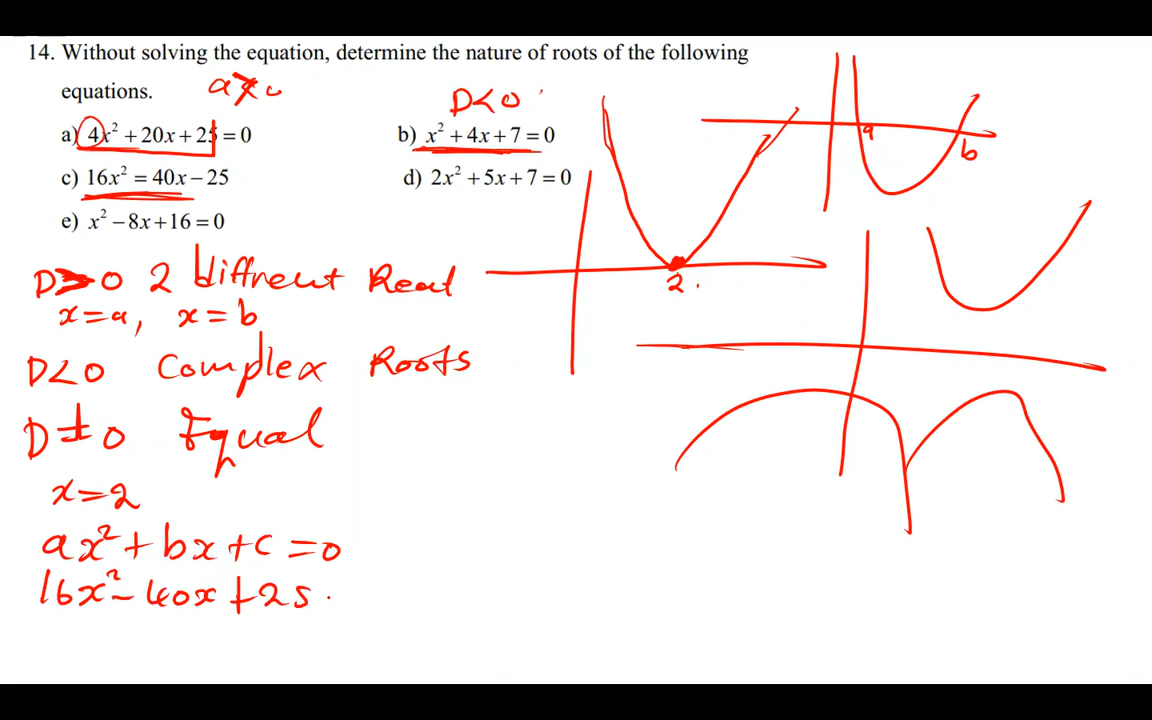 14. Without solving the equation, determine the nature of roots of the following
equations.
a≠0
D<0
a) 4x² + 20x + 25 = 0
b) x² + 4x + 7 = 0
c) 16x² = 40x − 25
d) 2x² + 5x + 7 = 0
e) x² − 8x + 16 = 0
a
b
2.
D>0 2 diffrent Real
x=a, x=b
D<0 Complex Roots
D=0 Equal
x=2
ax²+bx+c=0
16x²−40x+25.